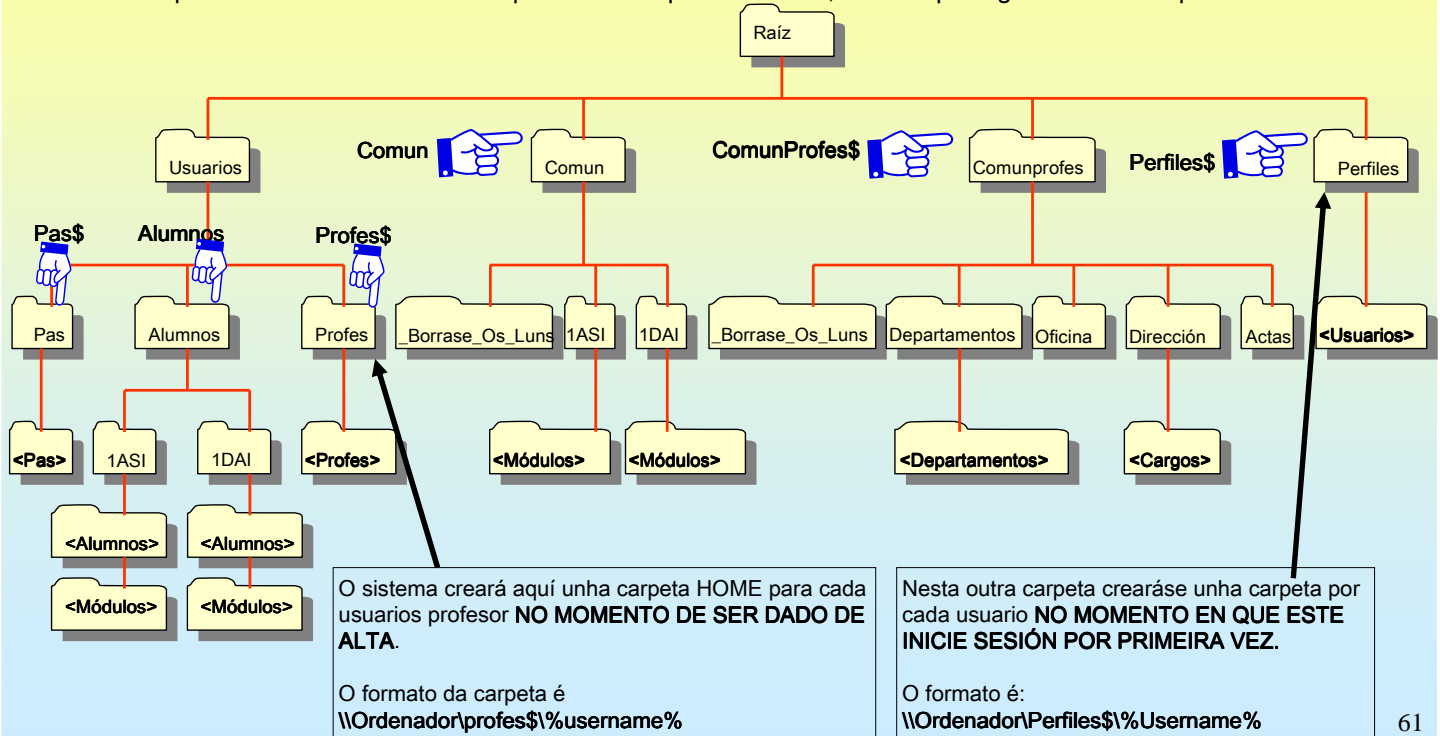 Raíz
Usuarios
Comun
Comun
ComunProfes$
Comunprofes
Perfiles$
Perfiles
Pas$
Alumnos
Profes$
Pas
Alumnos
Profes
_Borrase_Os_Luns
1ASI
1DAI
_Borrase_Os_Luns
Departamentos
Oficina
Dirección
Actas
<Usuarios>
<Pas>
1ASI
1DAI
<Profes>
<Módulos>
<Módulos>
<Departamentos>
<Cargos>
<Alumnos>
<Alumnos>
<Módulos>
<Módulos>
O sistema creará aquí unha carpeta HOME para cada
usuarios profesor NO MOMENTO DE SER DADO DE
ALTA.
O formato da carpeta é
\\Ordenador\profes$\%username%
Nesta outra carpeta crearáse unha carpeta por
cada usuario NO MOMENTO EN QUE ESTE
INICIE SESIÓN POR PRIMEIRA VEZ.
O formato é:
\\Ordenador\Perfiles$\%Username%
61